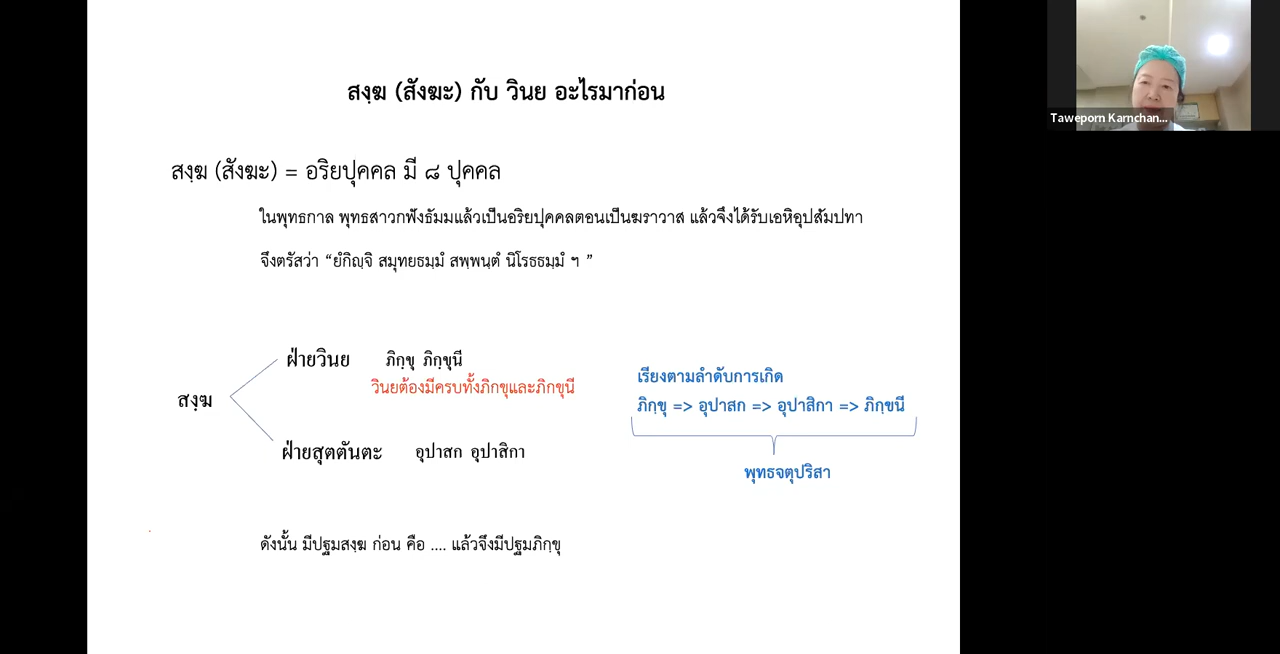 สงฺฆ (สังฆะ) กับ วินย อะไรมาก่อน
Taweporn Karnchan...
สงฺฆ (สังฆะ) = อริยปุคคล มี ๘ ปุคคล
ในพุทธกาล พุทธสาวกฟังธัมมแล้วเป็นอริยปุคคลตอนเป็นฆราวาส แล้วจึงได้รับเอหิอุปสัมปทา
จึงตรัสว่า “ยํกิญฺจิ สมุทยธมฺมํ สพฺพนฺตํ นิโรธธมฺมํ ฯ ”
ฝ่ายวินย ภิกฺขุ ภิกฺขุนี
วินยต้องมีครบทั้งภิกขุและภิกขุนี
สงฺฆ
ฝ่ายสุตตันตะ อุปาสก อุปาสิกา
เรียงตามลำดับการเกิด
ภิกฺขุ => อุปาสก => อุปาสิกา => ภิกฺขนี
พุทธจตุปริสา
ดังนั้น มีปฐมสงฺฆ ก่อน คือ .... แล้วจึงมีปฐมภิกฺขุ